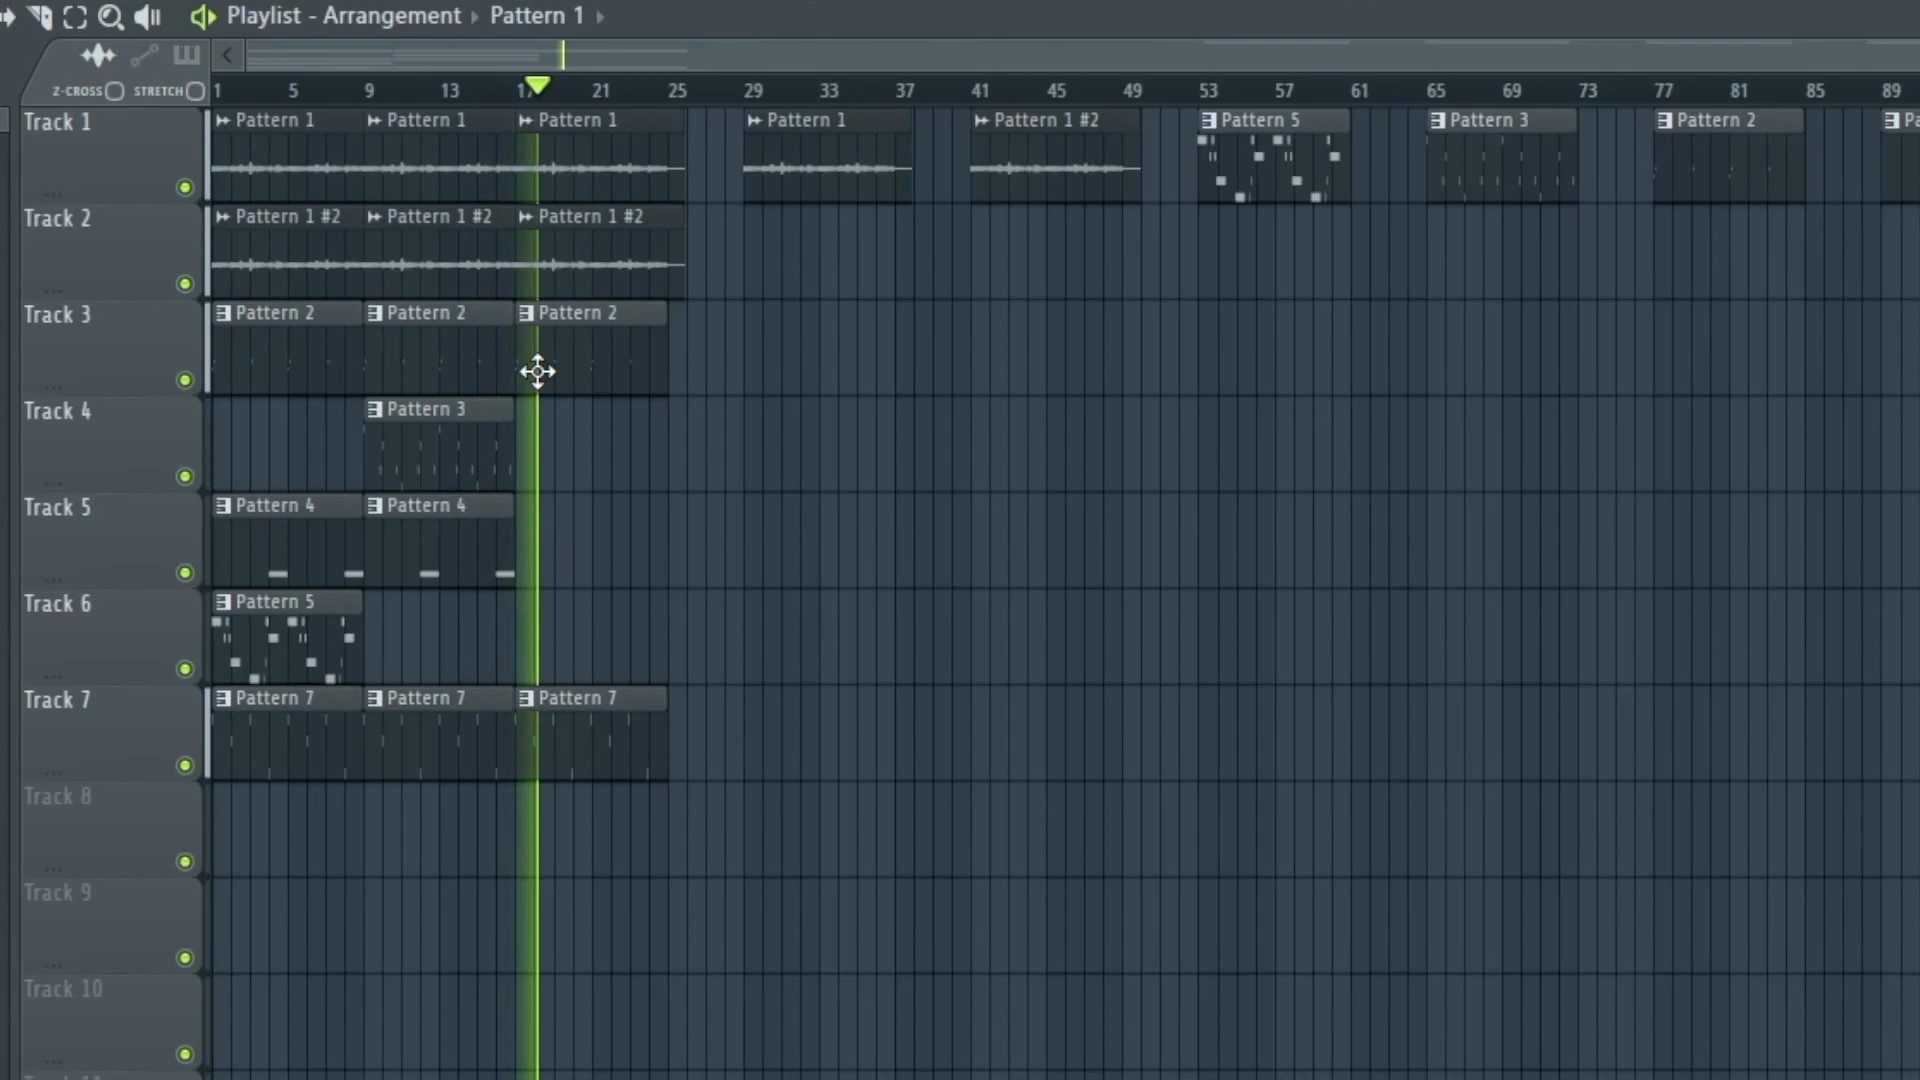 Playlist - Arrangement Pattern 1
Z-CROSS STRETCH 1 5 9 13 17 21 25 29 33 37 41 45 49 53 57 61 65 69 73 77 81 85 89
Track 1 Pattern 1 Pattern 1 Pattern 1 Pattern 1 Pattern 1 #2 Pattern 5 Pattern 3 Pattern 2 Pa
Track 2 Pattern 1 #2 Pattern 1 #2 Pattern 1 #2
Track 3 Pattern 2 Pattern 2 Pattern 2
Track 4 Pattern 3
Track 5 Pattern 4 Pattern 4
Track 6 Pattern 5
Track 7 Pattern 7 Pattern 7 Pattern 7
Track 8
Track 9
Track 10